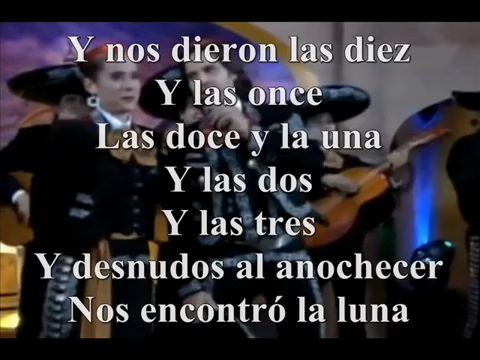 Y nos dieron las diez
Y las once
Las doce y la una
Y las dos
Y las tres
Y desnudos al anochecer
Nos encontró la luna